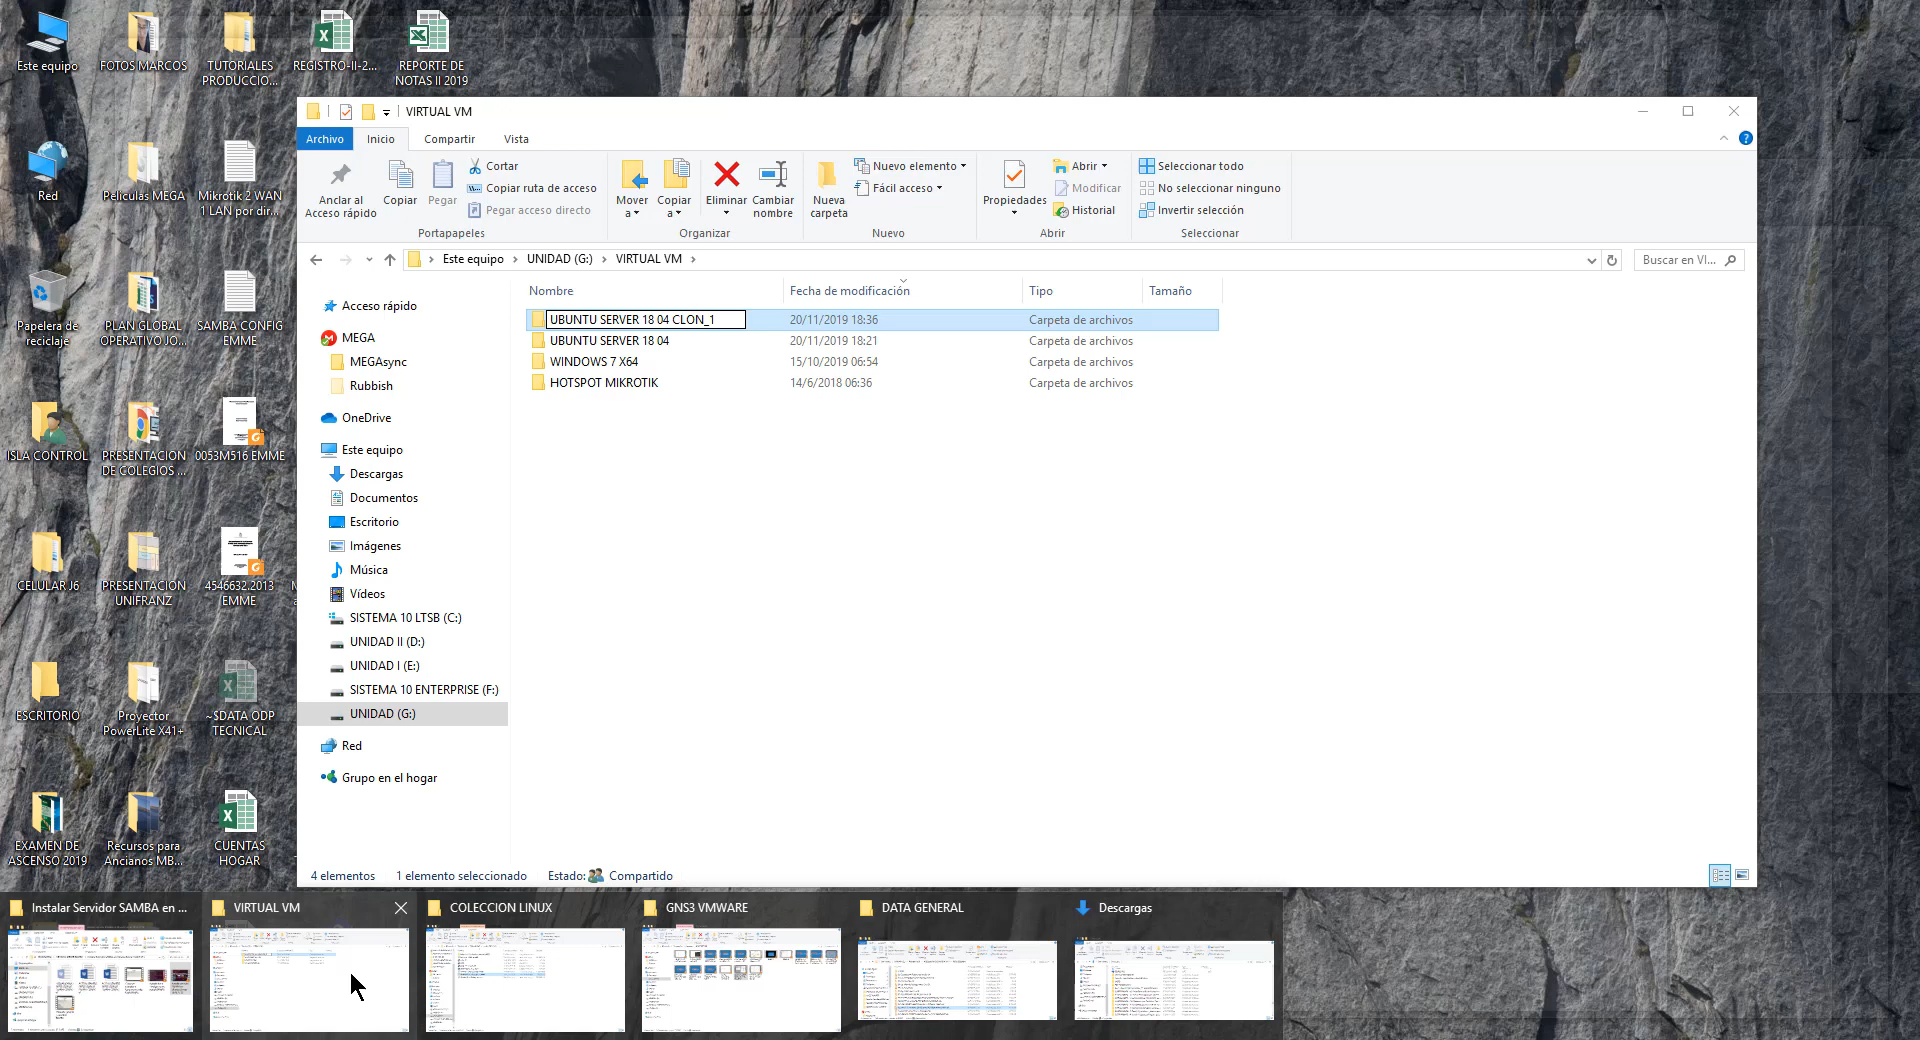 Este equipo
FOTOS MARCOS
TUTORIALES
PRODUCCIO...
REGISTRO-II-2...
REPORTE DE
NOTAS II 2019
Red
Peliculas MEGA
Mikrotik 2 WAN
1 LAN por dir...
Papelera de
reciclaje
PLAN GLOBAL
OPERATIVO JO...
SAMBA CONFIG
EMME
ISLA CONTROL
PRESENTACION
DE COLEGIOS ...
0053M516 EMME
CELULAR J6
PRESENTACION
UNIFRANZ
4546632.2013
EMME
ESCRITORIO
Proyector
PowerLite X41+
~$DATA ODP
TECNICAL
EXAMEN DE
ASCENSO 2019
Recursos para
Ancianos MB...
CUENTAS
HOGAR
VIRTUAL VM
Archivo
Inicio
Compartir
Vista
Anclar al
Acceso rápido
Copiar
Pegar
Cortar
Copiar ruta de acceso
Pegar acceso directo
Portapapeles
Mover
a
Copiar
a
Eliminar
Cambiar
nombre
Organizar
Nueva
carpeta
Nuevo elemento
Fácil acceso
Nuevo
Propiedades
Abrir
Modificar
Historial
Abrir
Seleccionar todo
No seleccionar ninguno
Invertir selección
Seleccionar
Este equipo > UNIDAD (G:) > VIRTUAL VM >
Buscar en VI...
Acceso rápido
MEGA
MEGAsync
Rubbish
OneDrive
Este equipo
Descargas
Documentos
Escritorio
Imágenes
Música
Vídeos
SISTEMA 10 LTSB (C:)
UNIDAD II (D:)
UNIDAD I (E:)
SISTEMA 10 ENTERPRISE (F:)
UNIDAD (G:)
Red
Grupo en el hogar
Nombre Fecha de modificación Tipo Tamaño
UBUNTU SERVER 18 04 CLON_1 20/11/2019 18:36 Carpeta de archivos
UBUNTU SERVER 18 04 20/11/2019 18:21 Carpeta de archivos
WINDOWS 7 X64 15/10/2019 06:54 Carpeta de archivos
HOTSPOT MIKROTIK 14/6/2018 06:36 Carpeta de archivos
4 elementos 1 elemento seleccionado Estado: Compartido
Instalar Servidor SAMBA en ...
VIRTUAL VM
COLECCION LINUX
GNS3 VMWARE
DATA GENERAL
Descargas